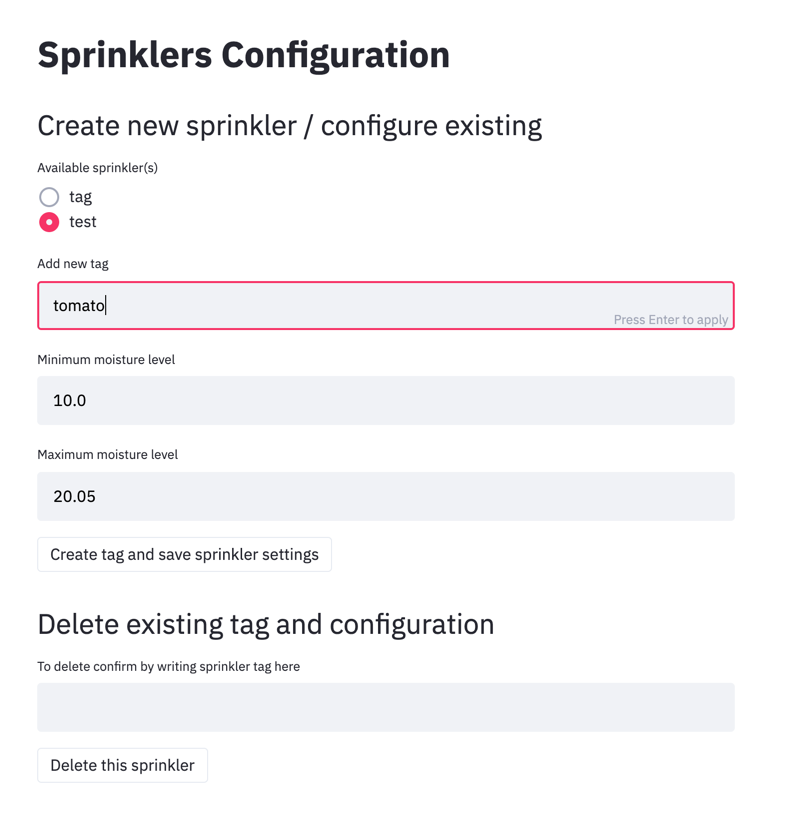 Sprinklers Configuration
Create new sprinkler / configure existing
Available sprinkler(s)
tag
test
Add new tag
tomato
Press Enter to apply
Minimum moisture level
10.0
Maximum moisture level
20.05
Create tag and save sprinkler settings
Delete existing tag and configuration
To delete confirm by writing sprinkler tag here
Delete this sprinkler